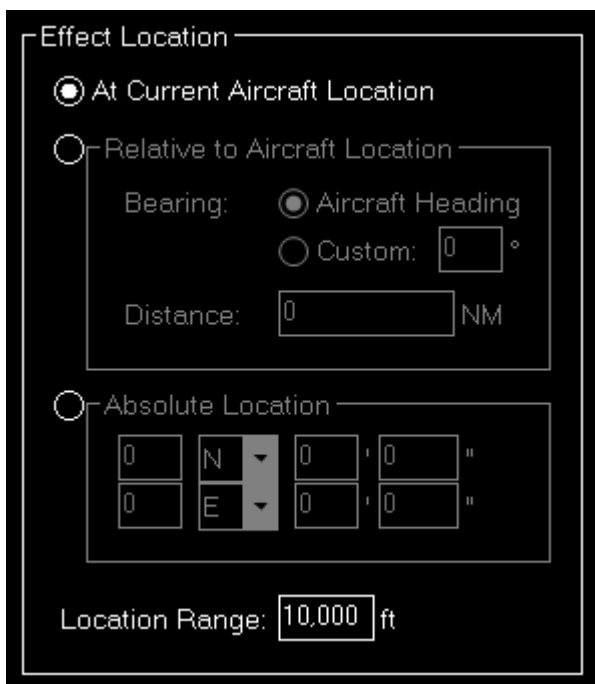 Effect Location
At Current Aircraft Location
Relative to Aircraft Location
Bearing: Aircraft Heading
Custom: 0 °
Distance: 0 NM
Absolute Location
0 N 0 ' 0 "
0 E 0 ' 0 "
Location Range: 10,000 ft